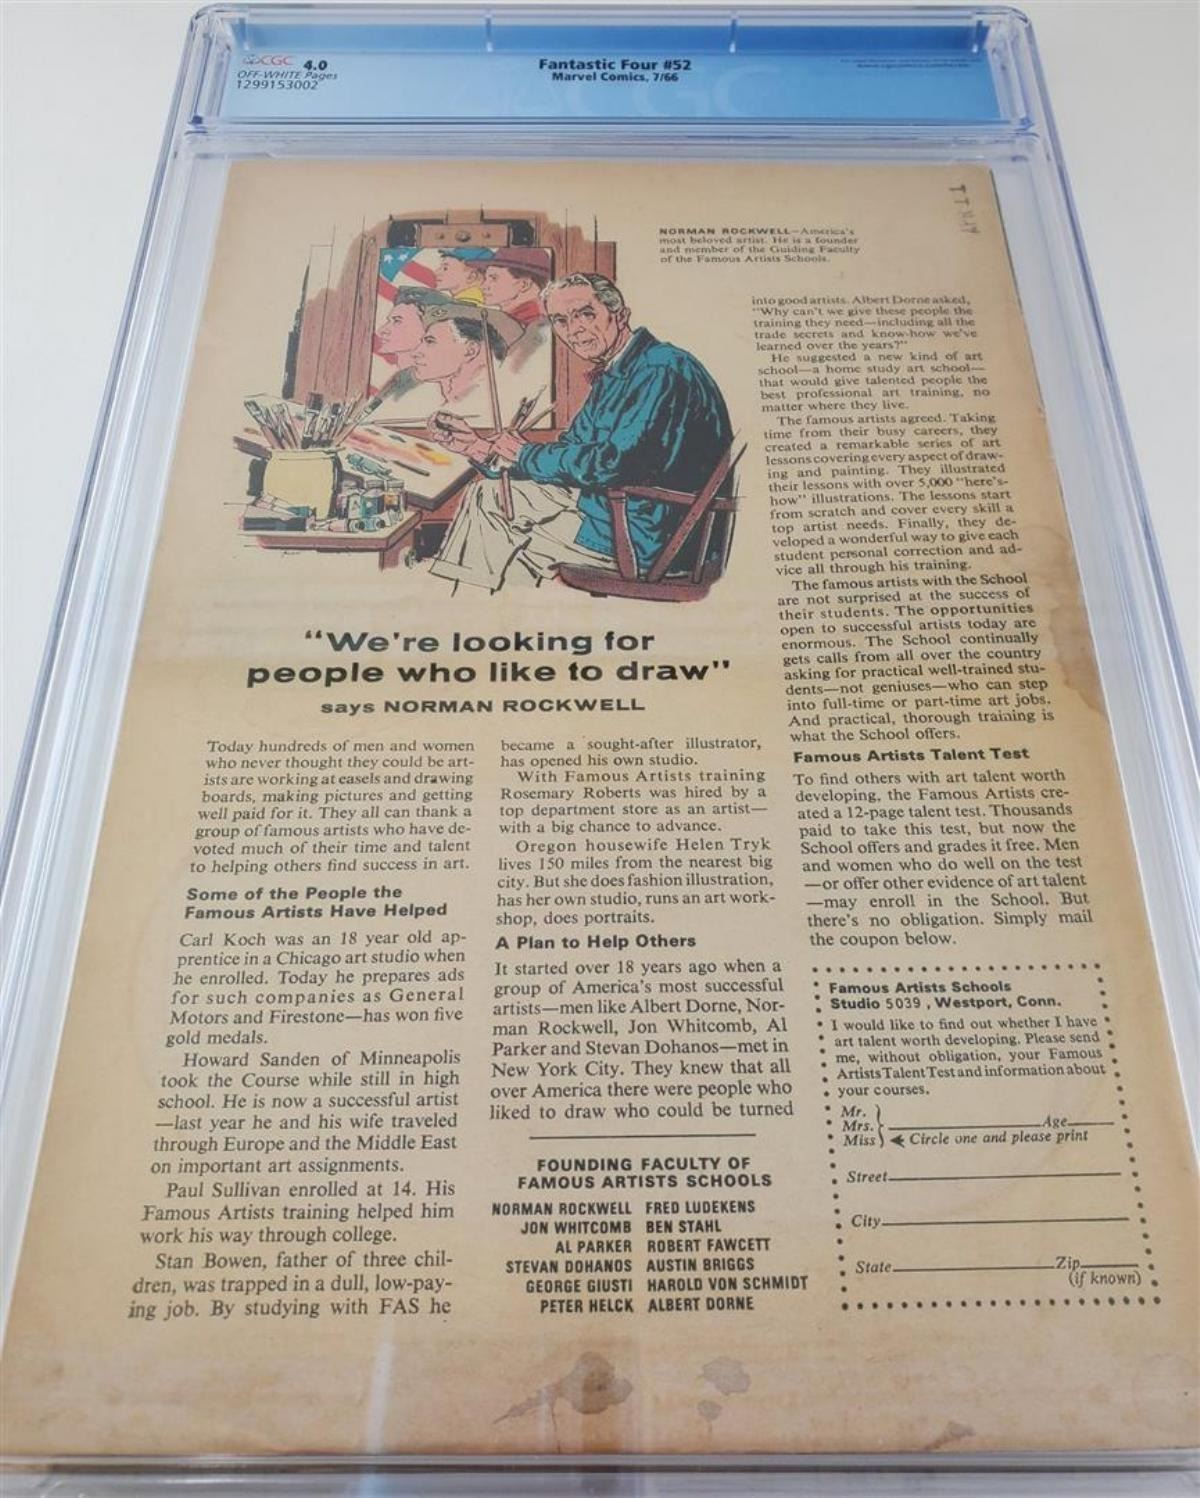 CGC 4.0
OFF-WHITE Pages
1299153002
Fantastic Four #52
Marvel Comics, 7/66
NORMAN ROCKWELL—America's
most beloved artist. He is a founder
and member of the Guiding Faculty
of the Famous Artists Schools.
"We're looking for
people who like to draw"
says NORMAN ROCKWELL
Today hundreds of men and women
who never thought they could be art-
ists are working at easels and drawing
boards, making pictures and getting
well paid for it. They all can thank a
group of famous artists who have de-
voted much of their time and talent
to helping others find success in art.
Some of the People the
Famous Artists Have Helped
Carl Koch was an 18 year old ap-
prentice in a Chicago art studio when
he enrolled. Today he prepares ads
for such companies as General
Motors and Firestone—has won five
gold medals.
Howard Sanden of Minneapolis
took the Course while still in high
school. He is now a successful artist
—last year he and his wife traveled
through Europe and the Middle East
on important art assignments.
Paul Sullivan enrolled at 14. His
Famous Artists training helped him
work his way through college.
Stan Bowen, father of three chil-
dren, was trapped in a dull, low-pay-
ing job. By studying with FAS he
became a sought-after illustrator,
has opened his own studio.
With Famous Artists training
Rosemary Roberts was hired by a
top department store as an artist—
with a big chance to advance.
Oregon housewife Helen Tryk
lives 150 miles from the nearest big
city. But she does fashion illustration,
has her own studio, runs an art work-
shop, does portraits.
A Plan to Help Others
It started over 18 years ago when a
group of America's most successful
artists—men like Albert Dorne, Nor-
man Rockwell, Jon Whitcomb, Al
Parker and Stevan Dohanos—met in
New York City. They knew that all
over America there were people who
liked to draw who could be turned
into good artists. Albert Dorne asked,
"Why can't we give these people the
training they need—including all the
trade secrets and know-how we've
learned over the years?"
He suggested a new kind of art
school—a home study art school—
that would give talented people the
best professional art training, no
matter where they live.
The famous artists agreed. Taking
time from their busy careers, they
created a remarkable series of art
lessons covering every aspect of draw-
ing and painting. They illustrated
their lessons with over 5,000 "here's-
how" illustrations. The lessons start
from scratch and cover every skill a
top artist needs. Finally, they de-
veloped a wonderful way to give each
student personal correction and ad-
vice all through his training.
The famous artists with the School
are not surprised at the success of
their students. The opportunities
open to successful artists today are
enormous. The School continually
gets calls from all over the country
asking for practical well-trained stu-
dents—not geniuses—who can step
into full-time or part-time art jobs.
And practical, thorough training is
what the School offers.
Famous Artists Talent Test
To find others with art talent worth
developing, the Famous Artists cre-
ated a 12-page talent test. Thousands
paid to take this test, but now the
School offers and grades it free. Men
and women who do well on the test
—or offer other evidence of art talent
—may enroll in the School. But
there's no obligation. Simply mail
the coupon below.
FOUNDING FACULTY OF
FAMOUS ARTISTS SCHOOLS
NORMAN ROCKWELL FRED LUDEKENS
JON WHITCOMB BEN STAHL
AL PARKER ROBERT FAWCETT
STEVAN DOHANOS AUSTIN BRIGGS
GEORGE GIUSTI HAROLD VON SCHMIDT
PETER HELCK ALBERT DORNE
Famous Artists Schools
Studio 5039 , Westport, Conn.
I would like to find out whether I have
art talent worth developing. Please send
me, without obligation, your Famous
Artists Talent Test and information about
your courses.
Mr.
Mrs. Age
Miss Circle one and please print
Street
City
State Zip
(if known)